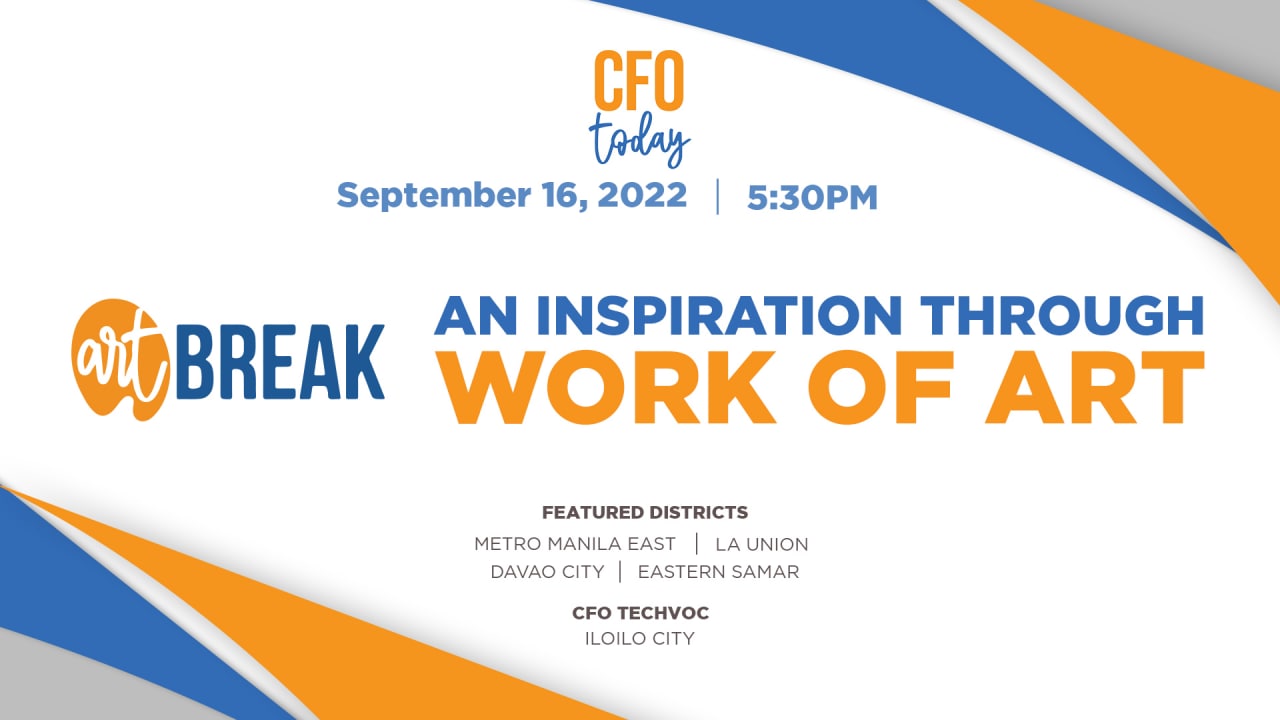 CFO
today
September 16, 2022 | 5:30PM
art BREAK
AN INSPIRATION THROUGH
WORK OF ART
FEATURED DISTRICTS
METRO MANILA EAST | LA UNION
DAVAO CITY | EASTERN SAMAR
CFO TECHVOC
ILOILO CITY